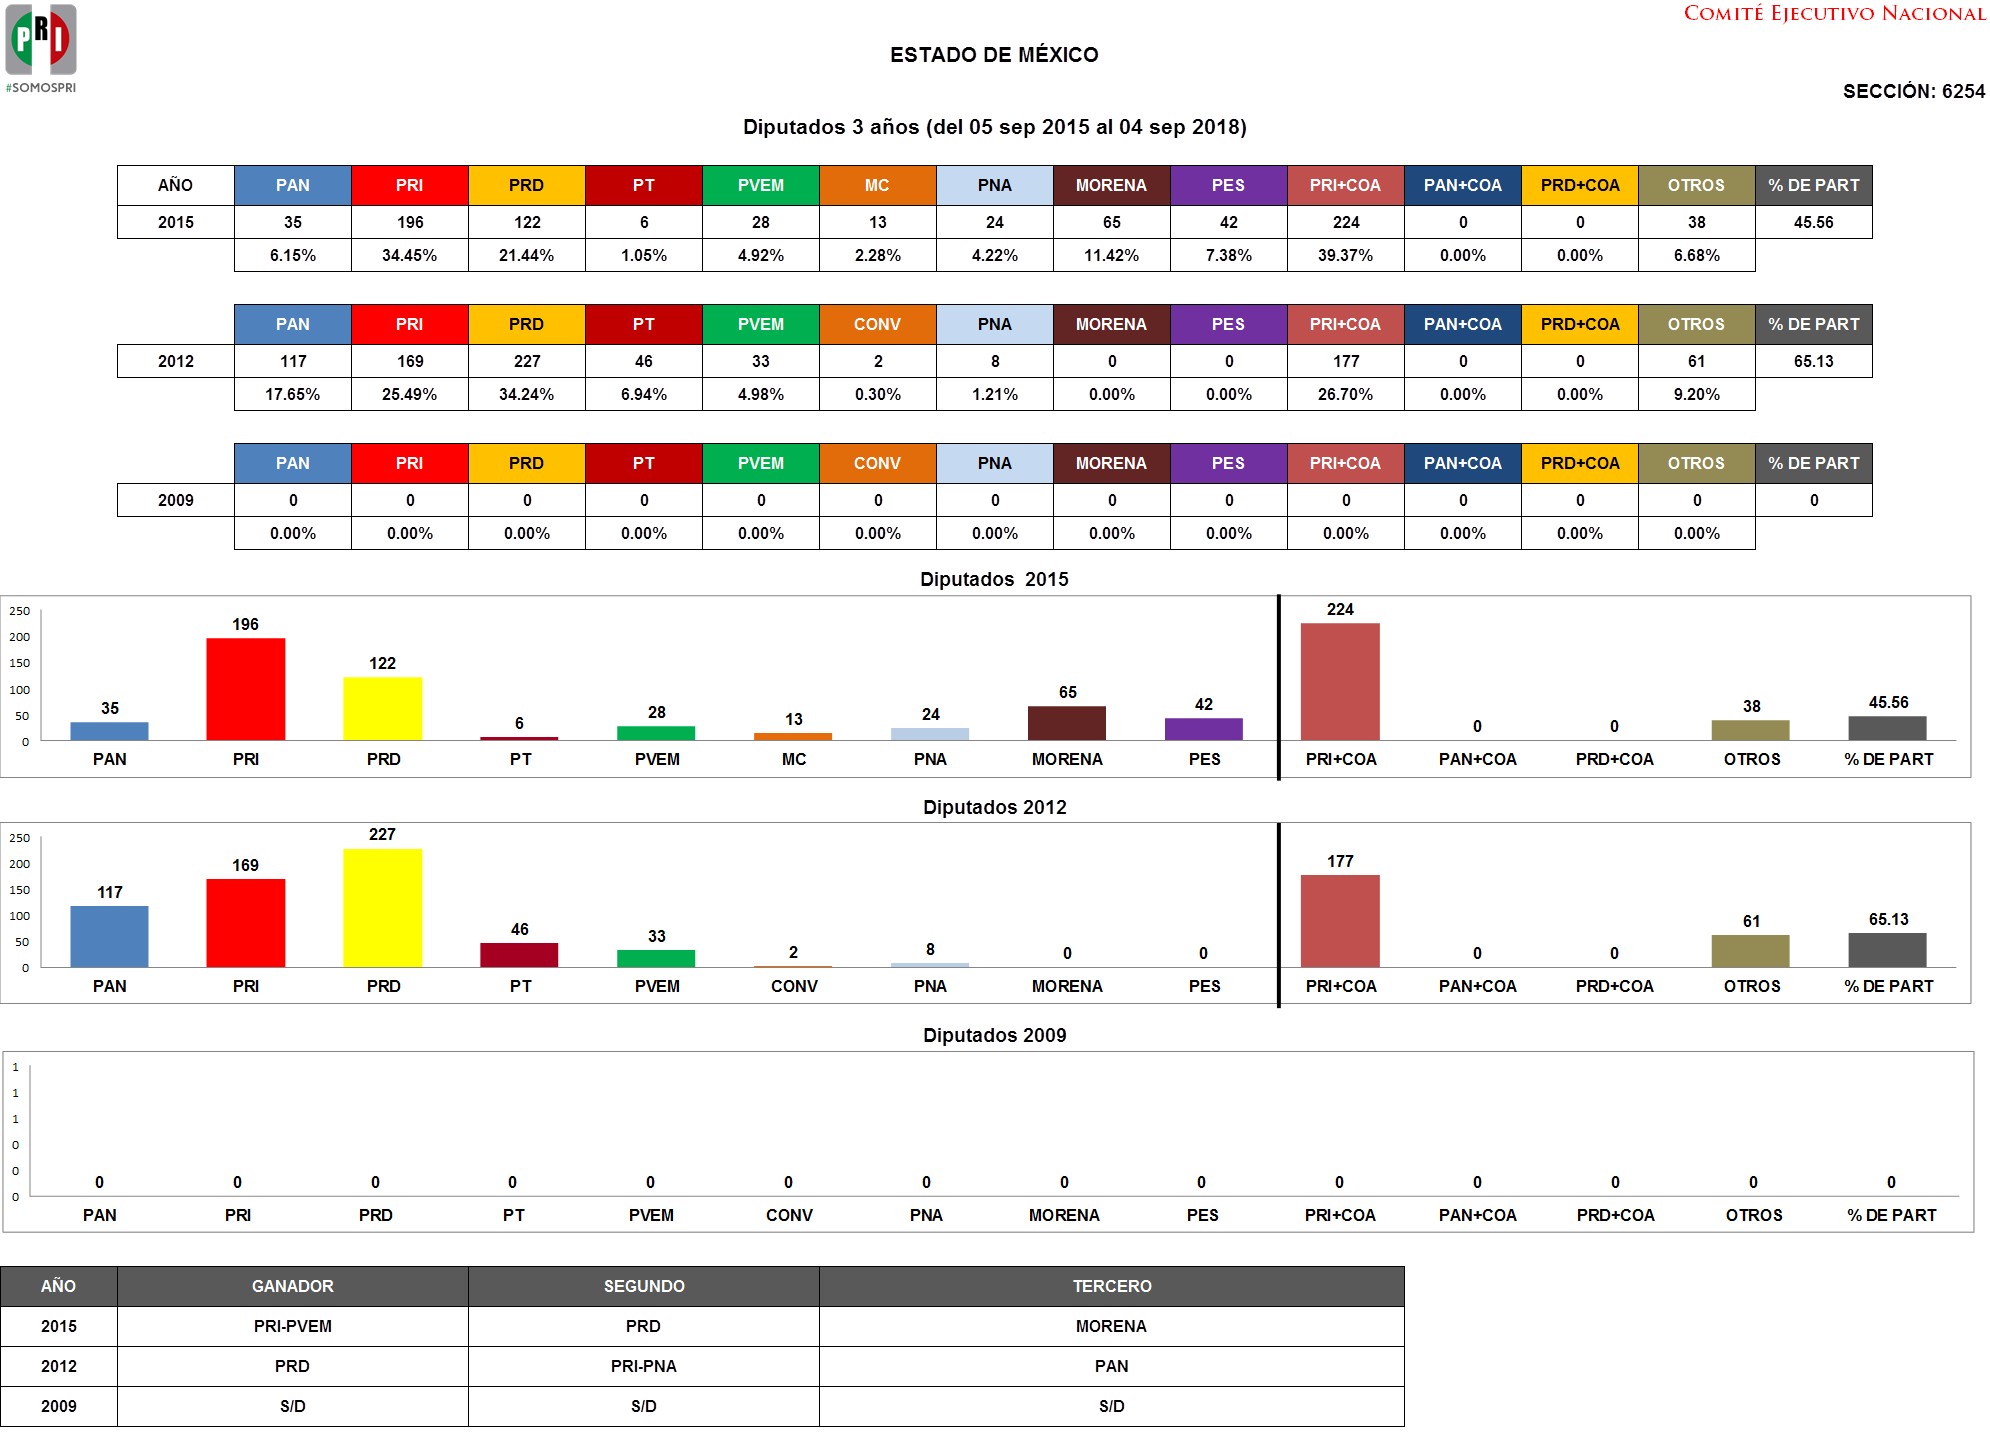 PRI
#SOMOSPRI
COMITÉ EJECUTIVO NACIONAL
ESTADO DE MÉXICO
SECCIÓN: 6254
Diputados 3 años (del 05 sep 2015 al 04 sep 2018)
AÑO PAN PRI PRD PT PVEM MC PNA MORENA PES PRI+COA PAN+COA PRD+COA OTROS % DE PART
2015 35 196 122 6 28 13 24 65 42 224 0 0 38 45.56
6.15% 34.45% 21.44% 1.05% 4.92% 2.28% 4.22% 11.42% 7.38% 39.37% 0.00% 0.00% 6.68%
PAN PRI PRD PT PVEM CONV PNA MORENA PES PRI+COA PAN+COA PRD+COA OTROS % DE PART
2012 117 169 227 46 33 2 8 0 0 177 0 0 61 65.13
17.65% 25.49% 34.24% 6.94% 4.98% 0.30% 1.21% 0.00% 0.00% 26.70% 0.00% 0.00% 9.20%
PAN PRI PRD PT PVEM CONV PNA MORENA PES PRI+COA PAN+COA PRD+COA OTROS % DE PART
2009 0 0 0 0 0 0 0 0 0 0 0 0 0 0
0.00% 0.00% 0.00% 0.00% 0.00% 0.00% 0.00% 0.00% 0.00% 0.00% 0.00% 0.00% 0.00%
Diputados 2015
250
200
150
100
50
0
35 196 122 6 28 13 24 65 42 224 0 0 38 45.56
PAN PRI PRD PT PVEM MC PNA MORENA PES PRI+COA PAN+COA PRD+COA OTROS % DE PART
Diputados 2012
250
200
150
100
50
0
117 169 227 46 33 2 8 0 0 177 0 0 61 65.13
PAN PRI PRD PT PVEM CONV PNA MORENA PES PRI+COA PAN+COA PRD+COA OTROS % DE PART
Diputados 2009
1
1
1
0
0
0
0 0 0 0 0 0 0 0 0 0 0 0 0 0
PAN PRI PRD PT PVEM CONV PNA MORENA PES PRI+COA PAN+COA PRD+COA OTROS % DE PART
AÑO GANADOR SEGUNDO TERCERO
2015 PRI-PVEM PRD MORENA
2012 PRD PRI-PNA PAN
2009 S/D S/D S/D